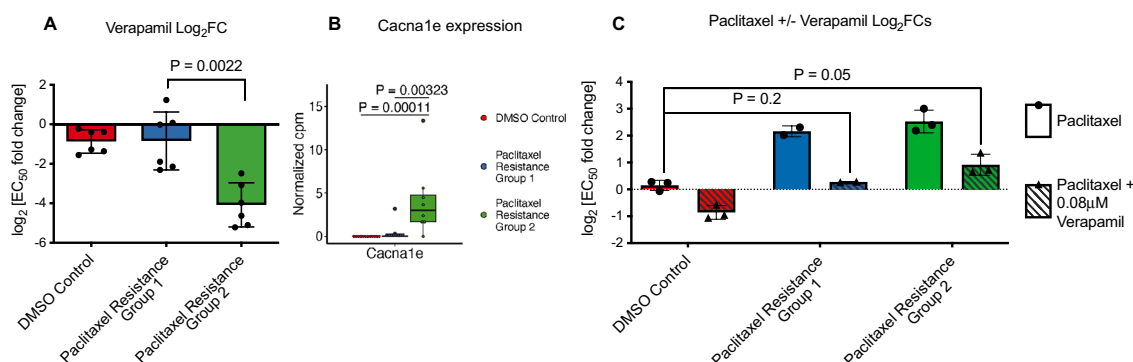 A
Verapamil Log2FC
P = 0.0022
2
0
-2
-4
-6
log2 [EC50 fold change]
DMSO Control
Paclitaxel Resistance
Group 1
Paclitaxel Resistance
Group 2
B
Cacna1e expression
P = 0.00323
P = 0.00011
15
10
5
0
Normalized cpm
Cacna1e
DMSO Control
Paclitaxel
Resistance
Group 1
Paclitaxel
Resistance
Group 2
C
Paclitaxel +/- Verapamil Log2FCs
P = 0.05
P = 0.2
4
3
2
1
0
-1
-2
log2 [EC50 fold change]
DMSO Control
Paclitaxel Resistance
Group 1
Paclitaxel Resistance
Group 2
Paclitaxel
Paclitaxel +
0.08μM
Verapamil